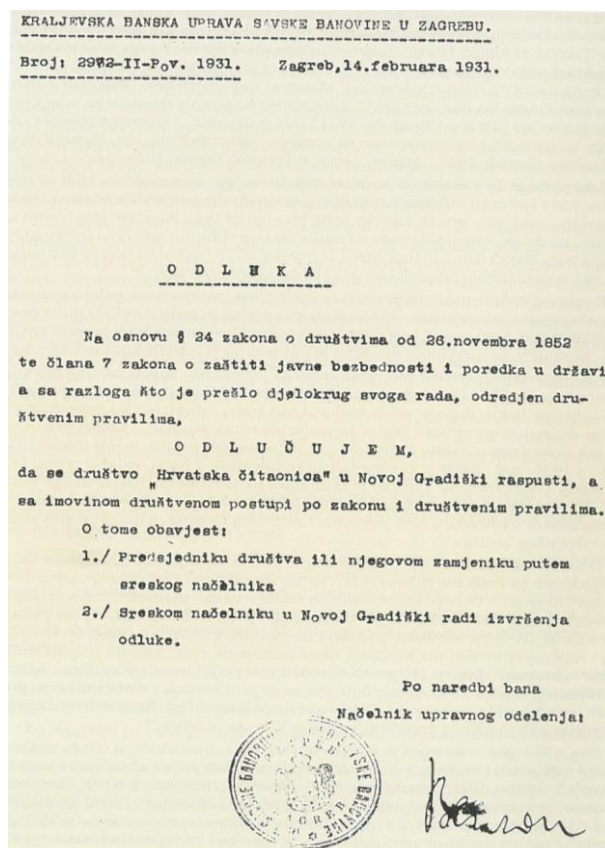 KRALJEVSKA BANSKA UPRAVA SAVSKE BANOVINE U ZAGREBU.
Broj: 2982-II-Pov. 1931. Zagreb,14.februara 1931.
O D L U K A
Na osnovu § 24 zakona o društvima od 26.novembra 1852
te člana 7 zakona o zaštiti javne bezbednosti i poredka u državi
a sa razloga što je prešlo djelokrug svoga rada, odredjen dru-
štvenim pravilima,
O D L U Č U J E M,
da se društvo „Hrvatska čitaonica" u Novoj Gradiški raspusti, a
sa imovinom društvenom postupi po zakonu i društvenim pravilima.
O tome obavjest:
1./ Predsjedniku društva ili njegovom zamjeniku putem
sreskog načelnika
2./ Sreskom načelniku u Novoj Gradiški radi izvršenja
odluke.
Po naredbi bana
Načelnik upravnog odelenja:
ZAGREB